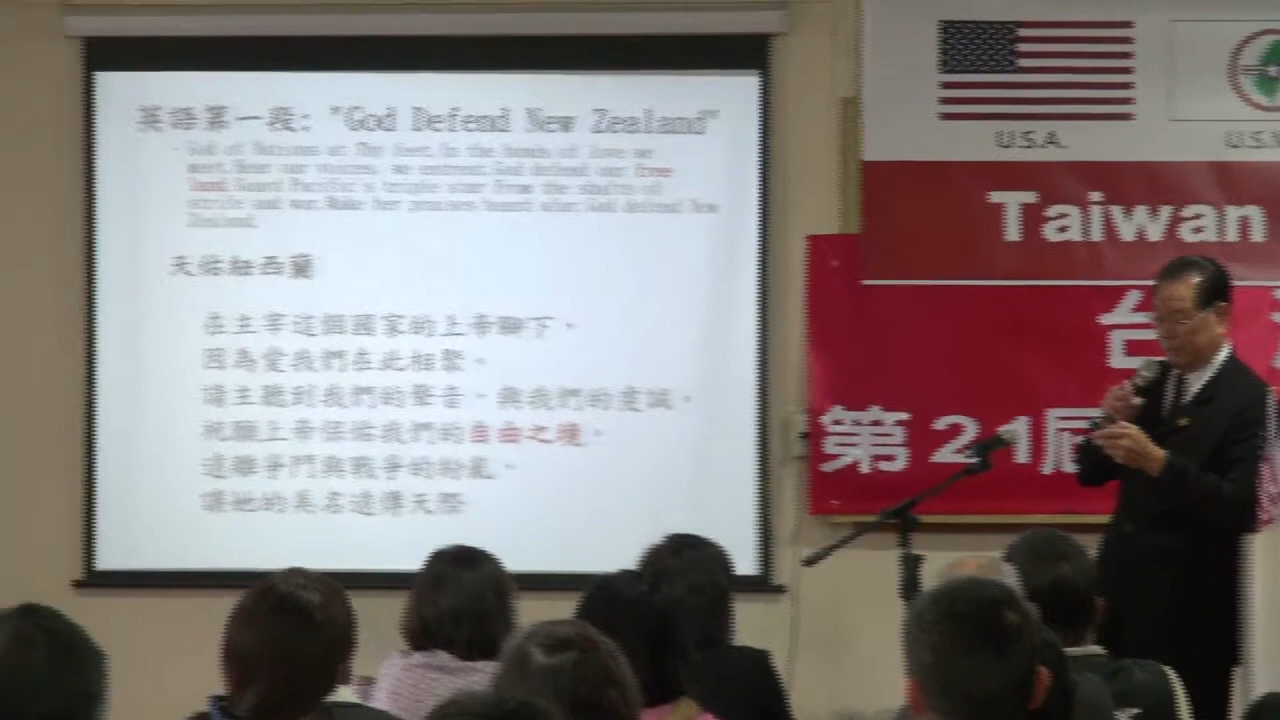 英語第一段: "God Defend New Zealand"
God of Nations at Thy feet, In the bonds of love we
meet, Hear our voices, we entreat, God defend our free
land. Guard Pacific's triple star From the shafts of
strife and war, Make her praises heard afar, God defend New
Zealand.
天佑紐西蘭
在主宰這個國家的上帝腳下。
因為愛我們在此相聚。
請主聽到我們的聲音。與我們的虔誠。
祝願上帝保佑我們的自由之境。
遠離爭鬥與戰爭的紛亂。
讓她的美名遠傳天際
U.S.A.
Taiwan
台
第21屆